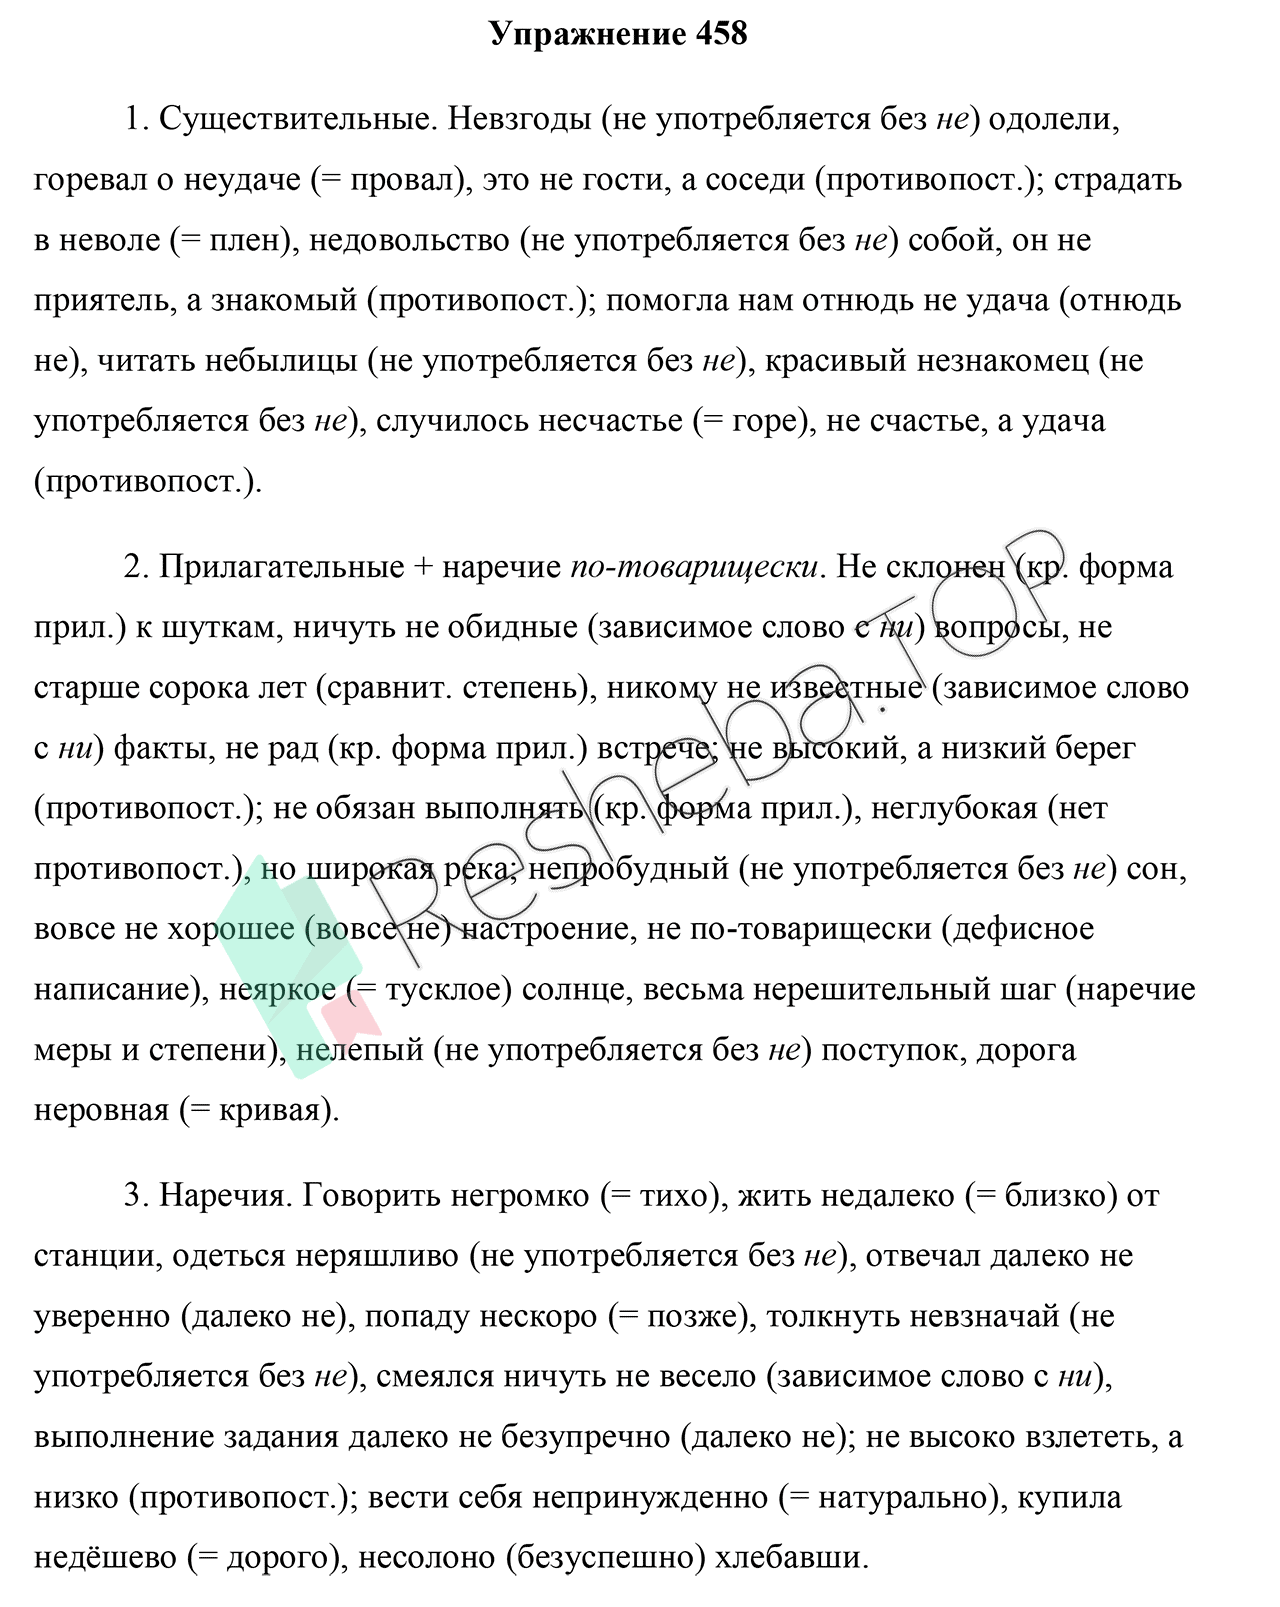 Упражнение 458
1. Существительные. Невзгоды (не употребляется без не) одолели,
горевал о неудаче (= провал), это не гости, а соседи (противопост.); страдать
в неволе (= плен), недовольство (не употребляется без не) собой, он не
приятель, а знакомый (противопост.); помогла нам отнюдь не удача (отнюдь
не), читать небылицы (не употребляется без не), красивый незнакомец (не
употребляется без не), случилось несчастье (= горе), не счастье, а удача
(противопост.).
2. Прилагательные + наречие по-товарищески. Не склонен (кр. форма
прил.) к шуткам, ничуть не обидные (зависимое слово с ни) вопросы, не
старше сорока лет (сравнит. степень), никому не известные (зависимое слово
с ни) факты, не рад (кр. форма прил.) встрече; не высокий, а низкий берег
(противопост.); не обязан выполнять (кр. форма прил.), неглубокая (нет
противопост.), но широкая река; непробудный (не употребляется без не) сон,
вовсе не хорошее (вовсе не) настроение, не по-товарищески (дефисное
написание), неяркое (= тусклое) солнце, весьма нерешительный шаг (наречие
меры и степени), нелепый (не употребляется без не) поступок, дорога
неровная (= кривая).
3. Наречия. Говорить негромко (= тихо), жить недалеко (= близко) от
станции, одеться неряшливо (не употребляется без не), отвечал далеко не
уверенно (далеко не), попаду нескоро (= позже), толкнуть невзначай (не
употребляется без не), смеялся ничуть не весело (зависимое слово с ни),
выполнение задания далеко не безупречно (далеко не); не высоко взлететь, а
низко (противопост.); вести себя непринужденно (= натурально), купила
недёшево (= дорого), несолоно (безуспешно) хлебавши.
Resheba.TOP